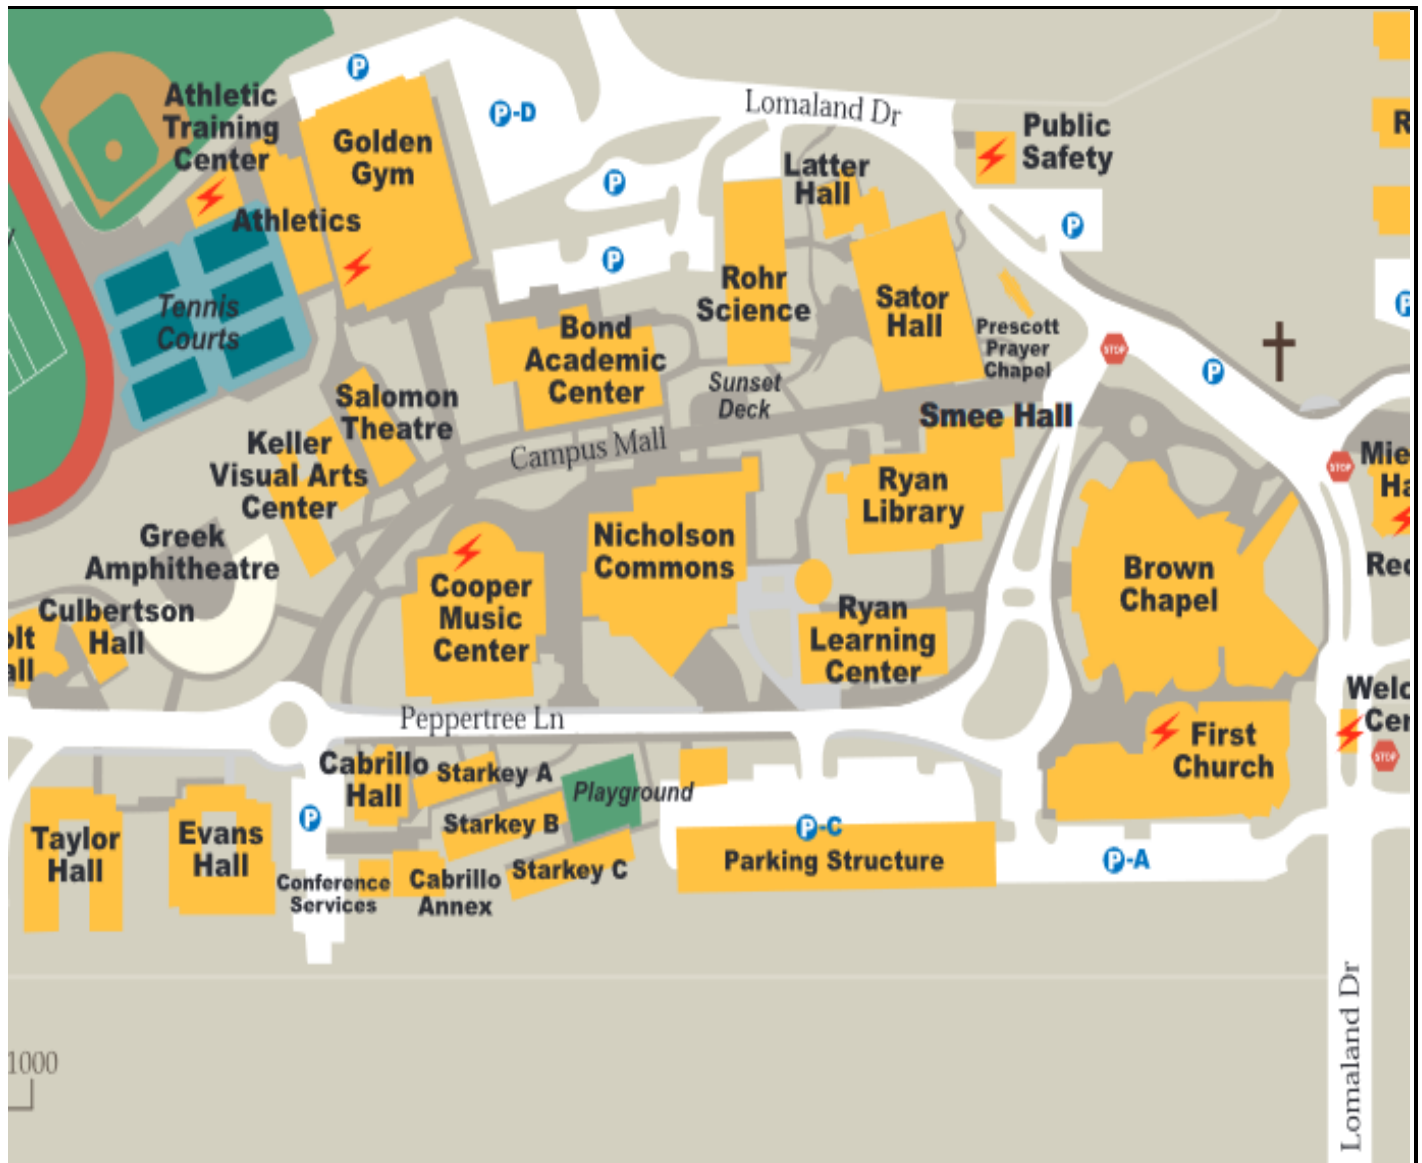 Athletic
Training
Center
Golden
Gym
Athletics
P
P-D
P
P
Lomaland Dr
Latter
Hall
Public
Safety
P
Rohr
Science
Sator
Hall
Prescott
Prayer
Chapel
STOP
P
Tennis
Courts
Bond
Academic
Center
Sunset
Deck
Salomon
Theatre
Smee Hall
Keller
Visual Arts
Center
Campus Mall
Ryan
Library
STOP
Greek
Amphitheatre
Nicholson
Commons
Cooper
Music
Center
Brown
Chapel
Culbertson
Hall
Ryan
Learning
Center
Peppertree Ln
First
Church
STOP
Cabrillo
Hall
Starkey A
Playground
Starkey B
Starkey C
P
Taylor
Hall
Evans
Hall
Conference
Services
Cabrillo
Annex
P-C
Parking Structure
P-A
Lomaland Dr
1000